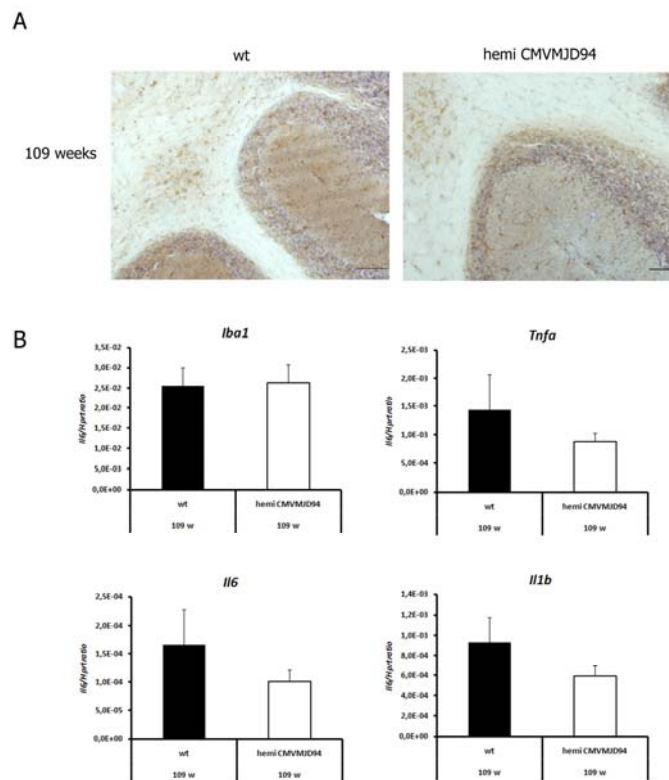 A
wt
hemi CMVMJD94
109 weeks
B
Iba1
Il6/Hprt ratio
3,5E-02
3,0E-02
2,5E-02
2,0E-02
1,5E-02
1,0E-02
5,0E-03
0,0E+00
wt
hemi CMVMJD94
109 w
109 w
Tnfa
Il6/Hprt ratio
2,5E-03
2,0E-03
1,5E-03
1,0E-03
5,0E-04
0,0E+00
wt
hemi CMVMJD94
109 w
109 w
Il6
Il6/Hprt ratio
2,5E-04
2,0E-04
1,5E-04
1,0E-04
5,0E-05
0,0E+00
wt
hemi CMVMJD94
109 w
109 w
Il1b
Il6/Hprt ratio
1,4E-03
1,2E-03
1,0E-03
8,0E-04
6,0E-04
4,0E-04
2,0E-04
0,0E+00
wt
hemi CMVMJD94
109 w
109 w